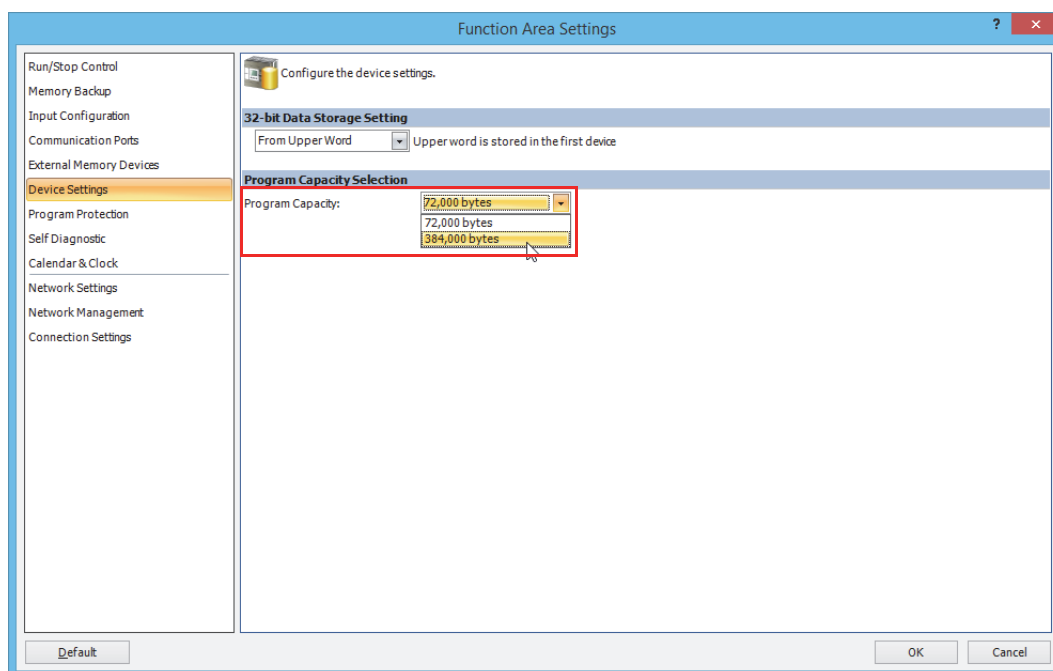 Function Area Settings
?
Run/Stop Control
Memory Backup
Input Configuration
Communication Ports
External Memory Devices
Device Settings
Program Protection
Self Diagnostic
Calendar & Clock
Network Settings
Network Management
Connection Settings
Configure the device settings.
32-bit Data Storage Setting
From Upper Word Upper word is stored in the first device
Program Capacity Selection
Program Capacity: 72,000 bytes
72,000 bytes
384,000 bytes
Default OK Cancel